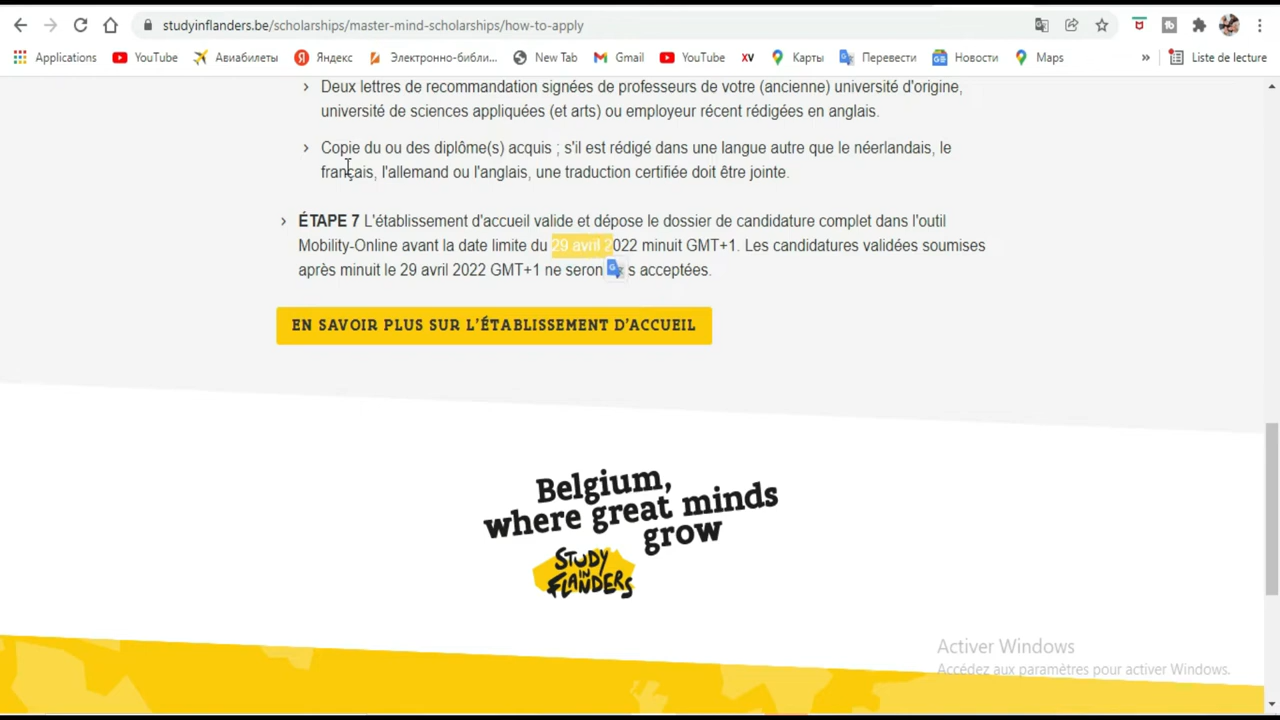 studyinflanders.be/scholarships/master-mind-scholarships/how-to-apply
Applications YouTube Авиабилеты Яндекс Электронно-библи... New Tab Gmail YouTube XV Карты Перевести Новости Maps » Liste de lecture
Deux lettres de recommandation signées de professeurs de votre (ancienne) université d'origine,
université de sciences appliquées (et arts) ou employeur récent rédigées en anglais.
Copie du ou des diplôme(s) acquis ; s'il est rédigé dans une langue autre que le néerlandais, le
français, l'allemand ou l'anglais, une traduction certifiée doit être jointe.
ÉTAPE 7 L'établissement d'accueil valide et dépose le dossier de candidature complet dans l'outil
Mobility-Online avant la date limite du 29 avril 2022 minuit GMT+1. Les candidatures validées soumises
après minuit le 29 avril 2022 GMT+1 ne seron s acceptées.
EN SAVOIR PLUS SUR L'ÉTABLISSEMENT D'ACCUEIL
Belgium,
where great minds
grow
STUDY
IN
FLANDERS
Activer Windows
Accédez aux paramètres pour activer Windows.